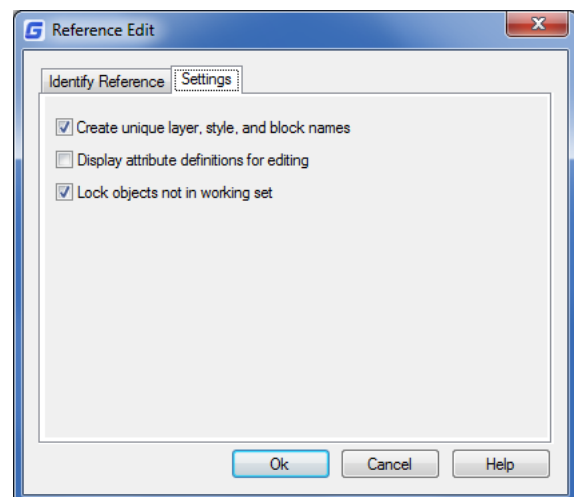 Reference Edit
Identify Reference Settings
Create unique layer, style, and block names
Display attribute definitions for editing
Lock objects not in working set
Ok Cancel Help